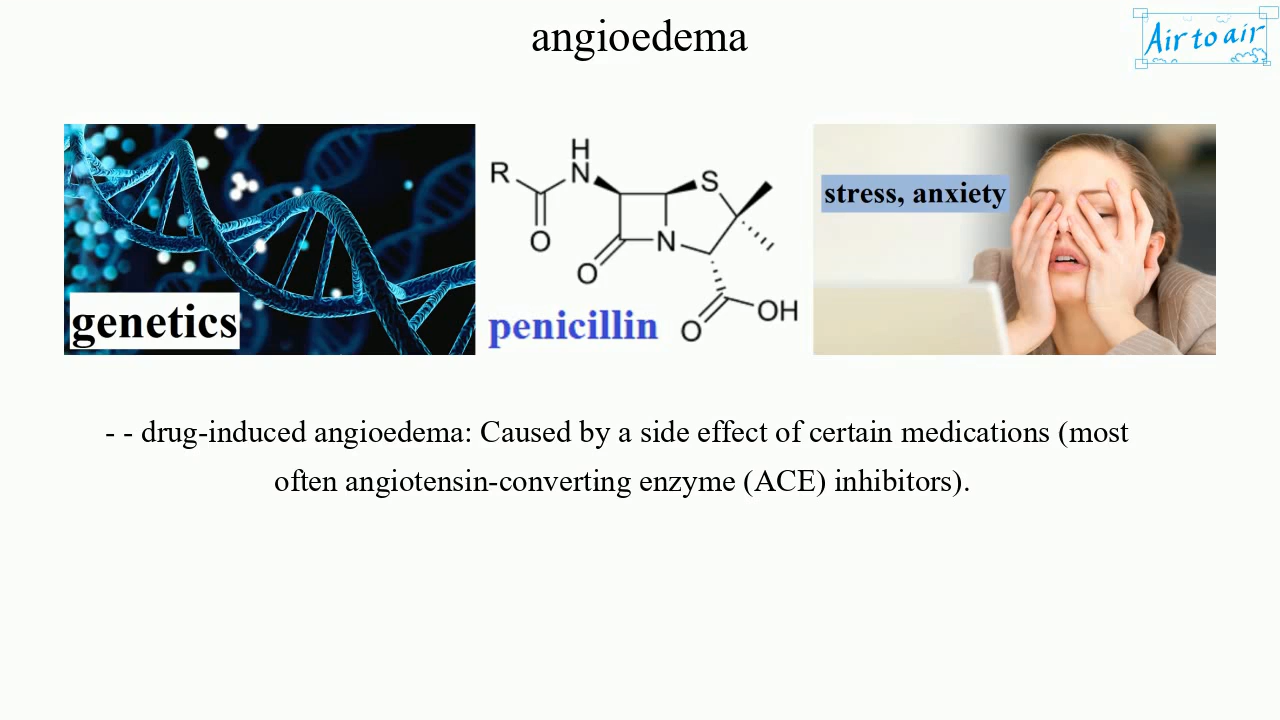 angioedema
Air to air
genetics
R
H
N
O
O
N
S
O
OH
penicillin
stress, anxiety
- - drug-induced angioedema: Caused by a side effect of certain medications (most
often angiotensin-converting enzyme (ACE) inhibitors).